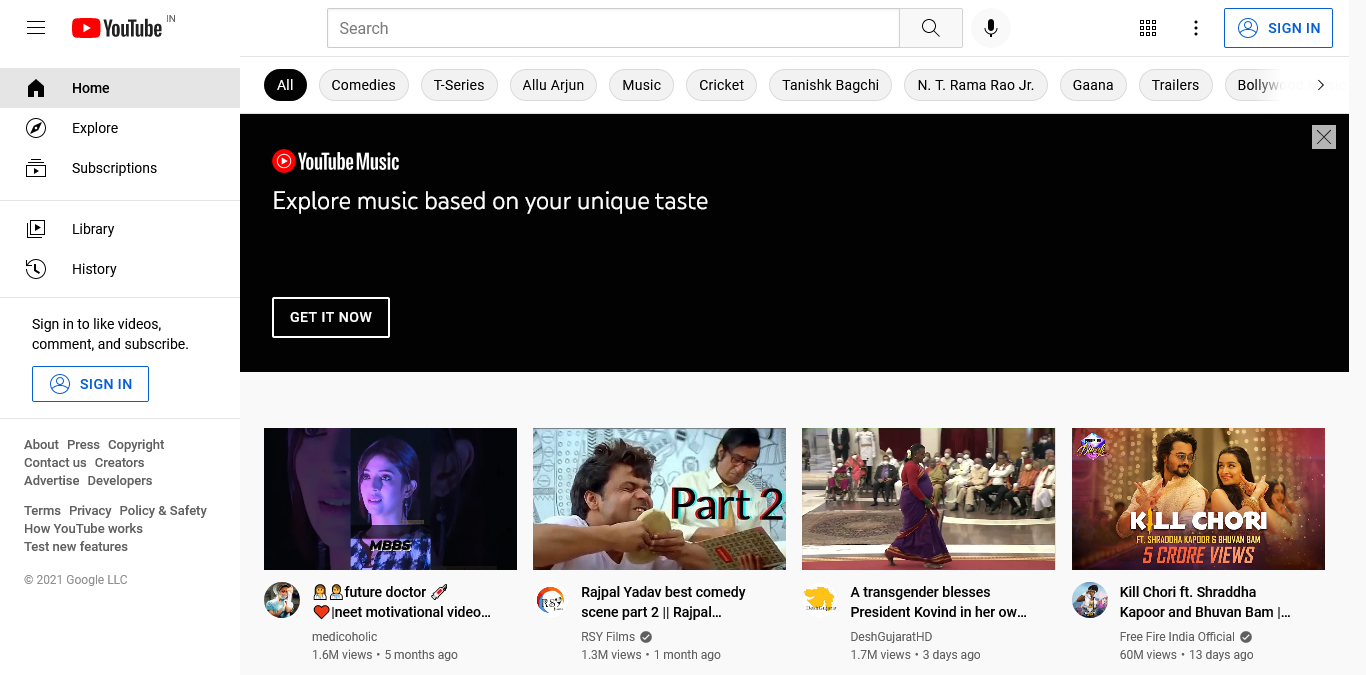 YouTube IN
Search
SIGN IN
Home
Explore
Subscriptions
Library
History
Sign in to like videos,
comment, and subscribe.
SIGN IN
About Press Copyright
Contact us Creators
Advertise Developers
Terms Privacy Policy & Safety
How YouTube works
Test new features
© 2021 Google LLC
All Comedies T-Series Allu Arjun Music Cricket Tanishk Bagchi N. T. Rama Rao Jr. Gaana Trailers
YouTube Music
Explore music based on your unique taste
GET IT NOW
MBBS
👩‍⚕️👨‍⚕️future doctor 🚀
❤️|neet motivational video…
medicoholic
1.6M views • 5 months ago
Part 2
RSY
Rajpal Yadav best comedy
scene part 2 || Rajpal…
RSY Films
1.3M views • 1 month ago
DeshGujarat
A transgender blesses
President Kovind in her ow…
DeshGujaratHD
1.7M views • 3 days ago
KILL CHORI
FT. SHRADDHA KAPOOR & BHUVAN BAM
5 CRORE VIEWS
Kill Chori ft. Shraddha
Kapoor and Bhuvan Bam |…
Free Fire India Official
60M views • 13 days ago